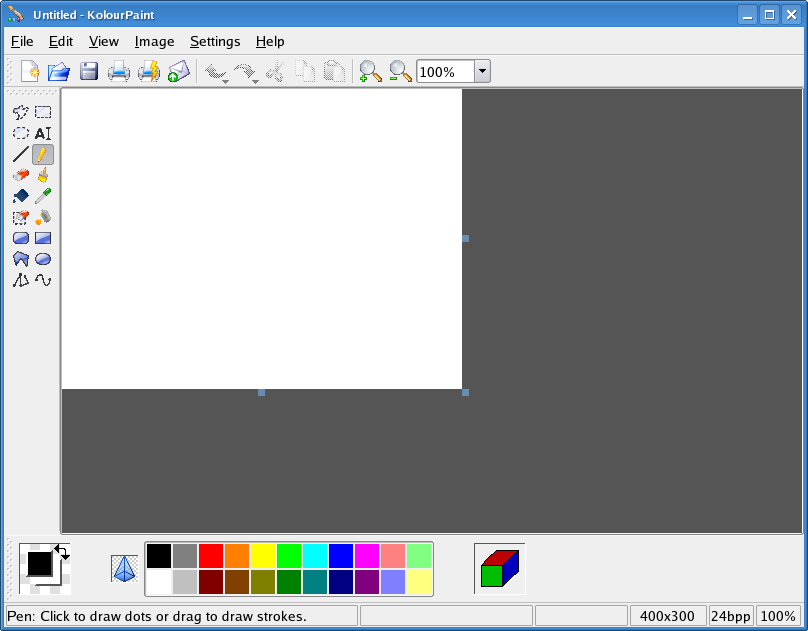 Untitled - KolourPaint
File Edit View Image Settings Help
100%
AI
Pen: Click to draw dots or drag to draw strokes.
400x300
24bpp
100%